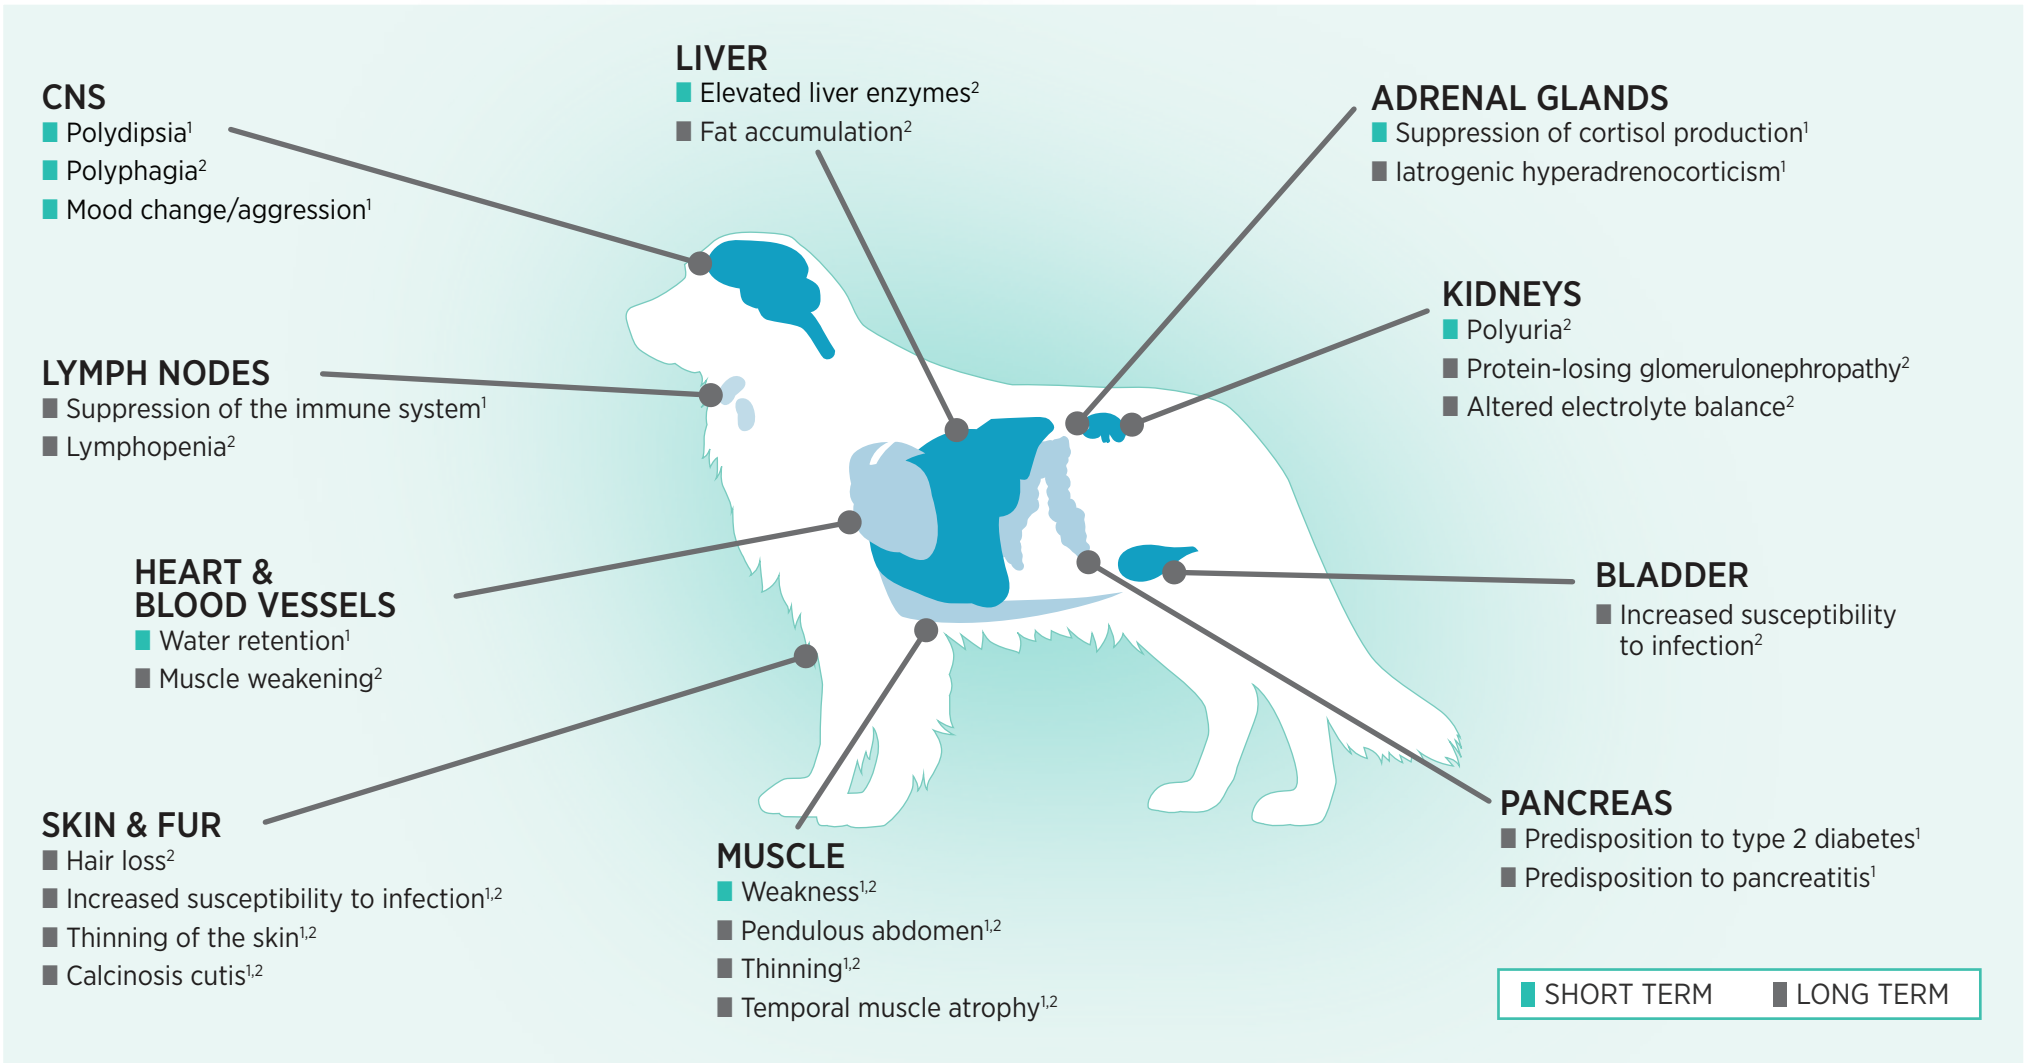 CNS
Polydipsia¹
Polyphagia²
Mood change/aggression¹
LIVER
Elevated liver enzymes²
Fat accumulation²
ADRENAL GLANDS
Suppression of cortisol production¹
Iatrogenic hyperadrenocorticism¹
KIDNEYS
Polyuria²
Protein-losing glomerulonephropathy²
Altered electrolyte balance²
LYMPH NODES
Suppression of the immune system¹
Lymphopenia²
HEART &
BLOOD VESSELS
Water retention¹
Muscle weakening²
BLADDER
Increased susceptibility
to infection²
SKIN & FUR
Hair loss²
Increased susceptibility to infection¹,²
Thinning of the skin¹,²
Calcinosis cutis¹,²
MUSCLE
Weakness¹,²
Pendulous abdomen¹,²
Thinning¹,²
Temporal muscle atrophy¹,²
PANCREAS
Predisposition to type 2 diabetes¹
Predisposition to pancreatitis¹
SHORT TERM LONG TERM